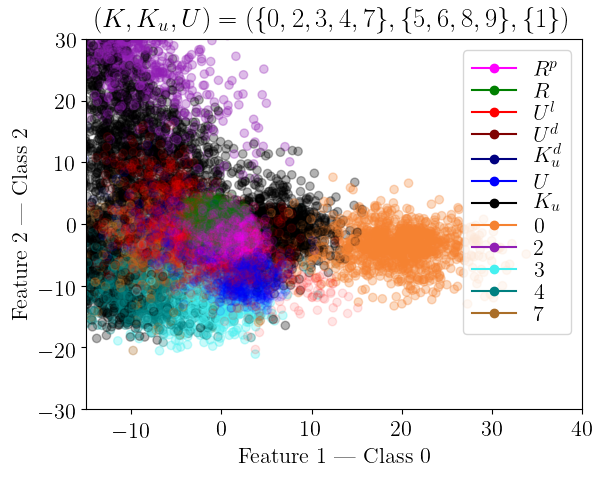 (K, K_u, U) = ({0, 2, 3, 4, 7}, {5, 6, 8, 9}, {1})
30
20
10
0
−10
−20
−30
Feature 2 — Class 2
−10
0
10
20
30
40
Feature 1 — Class 0
R^p
R
U^l
U^d
K_u^d
U
K_u
0
2
3
4
7